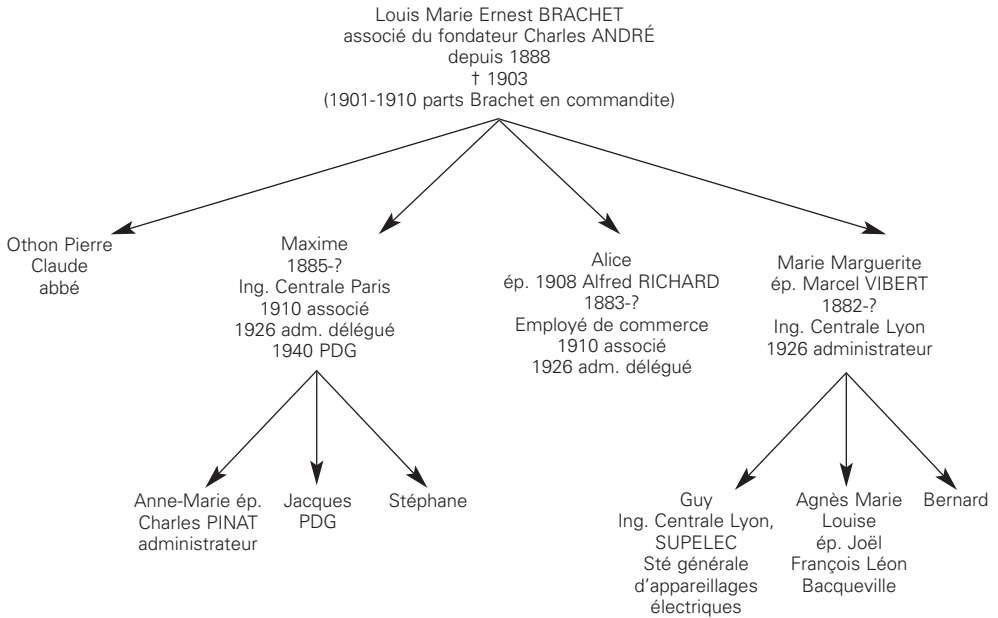 Louis Marie Ernest BRACHET
associé du fondateur Charles ANDRÉ
depuis 1888
† 1903
(1901-1910 parts Brachet en commandite)
Othon Pierre
Claude
abbé
Maxime
1885-?
Ing. Centrale Paris
1910 associé
1926 adm. délégué
1940 PDG
Alice
ép. 1908 Alfred RICHARD
1883-?
Employé de commerce
1910 associé
1926 adm. délégué
Marie Marguerite
ép. Marcel VIBERT
1882-?
Ing. Centrale Lyon
1926 administrateur
Anne-Marie ép.
Charles PINAT
administrateur
Jacques
PDG
Stéphane
Guy
Ing. Centrale Lyon,
SUPELEC
Sté générale
d'appareillages
électriques
Agnès Marie
Louise
ép. Joël
François Léon
Bacqueville
Bernard